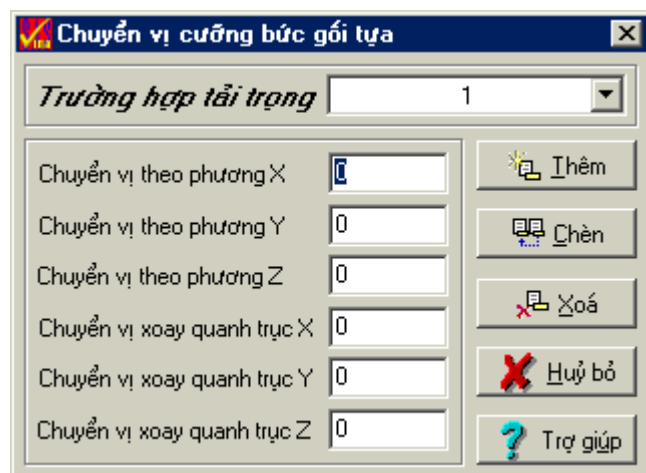 Chuyển vị cưỡng bức gối tựa
Trường hợp tải trọng 1
Chuyển vị theo phương X 0
Thêm
Chuyển vị theo phương Y 0
Chèn
Chuyển vị theo phương Z 0
Xoá
Chuyển vị xoay quanh trục X 0
Chuyển vị xoay quanh trục Y 0
Huỷ bỏ
Chuyển vị xoay quanh trục Z 0
Trợ giúp